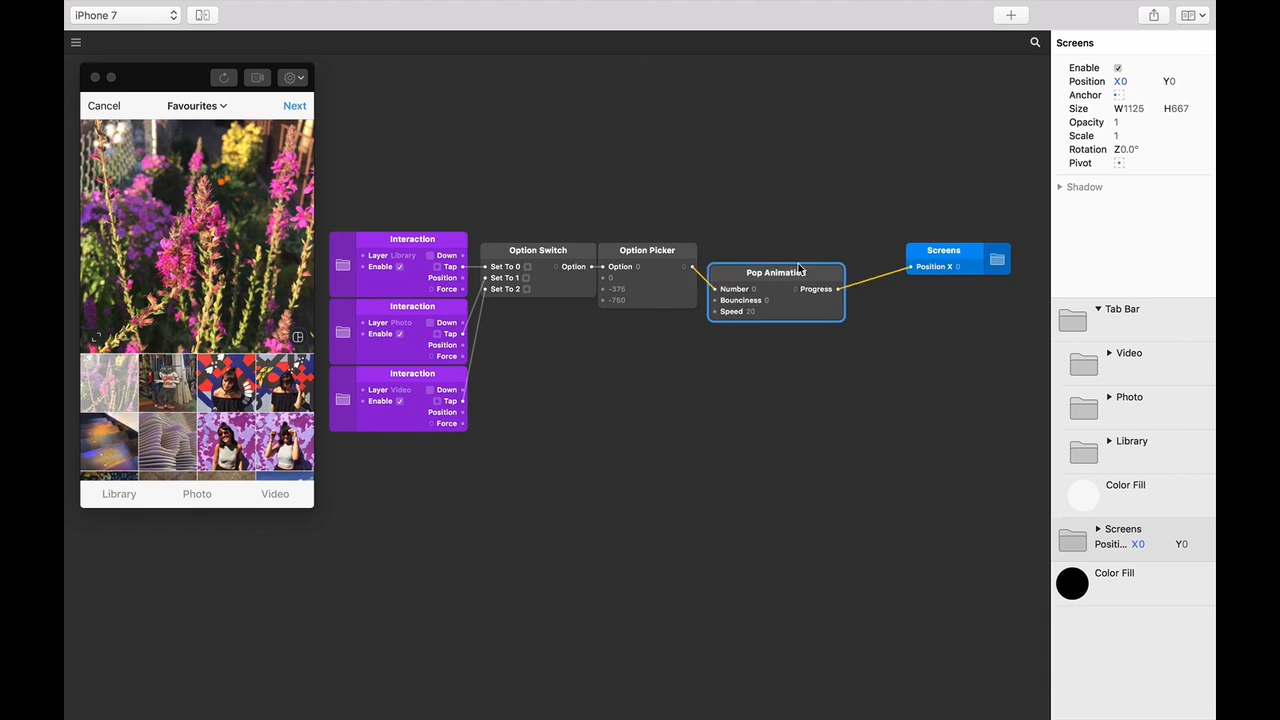 iPhone 7
Screens
Enable
Position X0 Y0
Anchor
Size W1125 H667
Opacity 1
Scale 1
Rotation Z0.0°
Pivot
Shadow
Cancel Favourites Next
Library Photo Video
Interaction
Layer Library Down
Enable Tap
Position
0 Force
Interaction
Layer Photo Down
Enable Tap
Position
0 Force
Interaction
Layer Video Down
Enable Tap
Position
0 Force
Option Switch
Set To 0 0 Option
Set To 1
Set To 2
Option Picker
Option 0 0
0
-375
-750
Pop Animation
Number 0 0 Progress
Bounciness 0
Speed 20
Screens
Position X 0
Tab Bar
Video
Photo
Library
Color Fill
Screens
Positi... X0 Y0
Color Fill